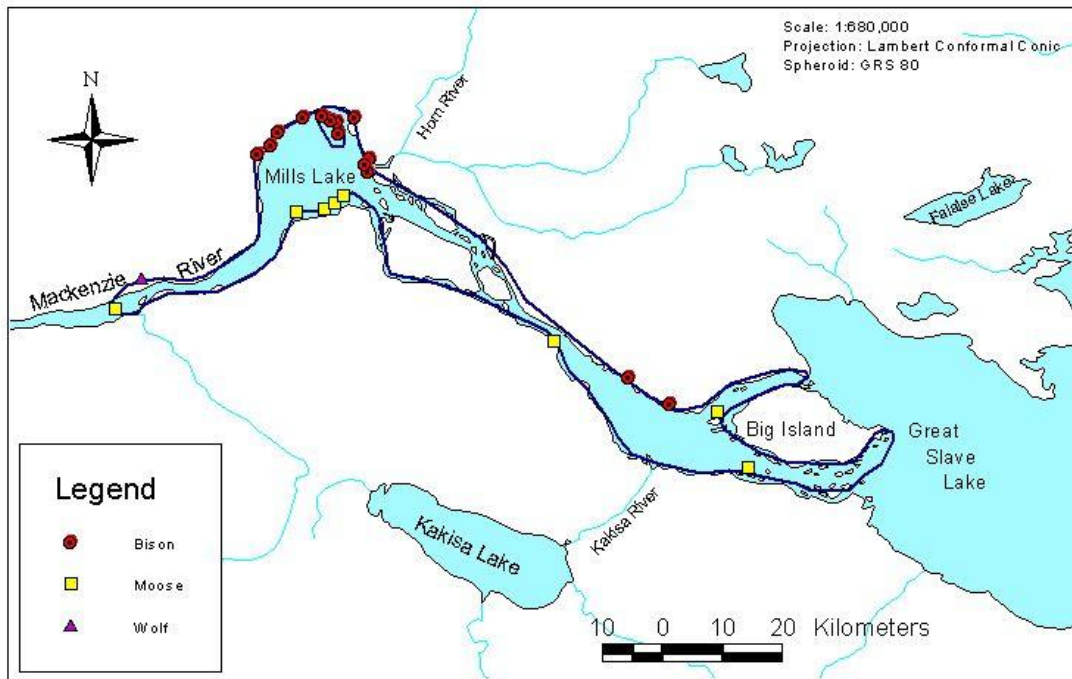 Scale: 1:680,000
Projection: Lambert Conformal Conic
Spheroid: GRS 80
N
Horn River
Mills Lake
Falaise Lake
Mackenzie River
Big Island
Great
Slave
Lake
Kakisa River
Kakisa Lake
Legend
Bison
Moose
Wolf
10 0 10 20 Kilometers